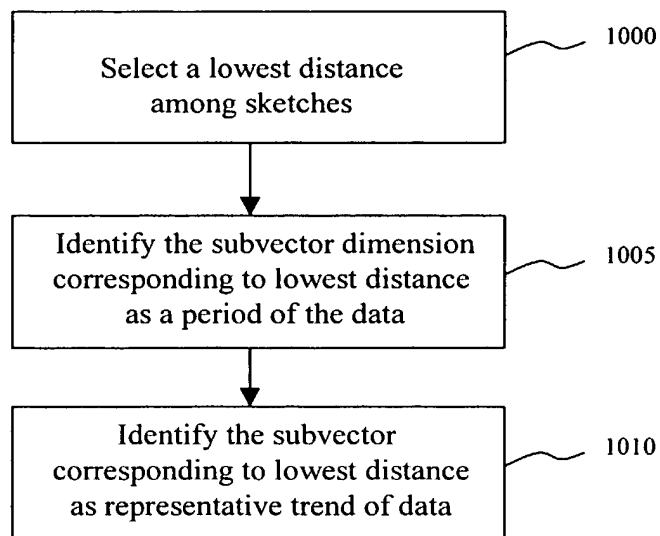 Select a lowest distance
among sketches
1000
Identify the subvector dimension
corresponding to lowest distance
as a period of the data
1005
Identify the subvector
corresponding to lowest distance
as representative trend of data
1010